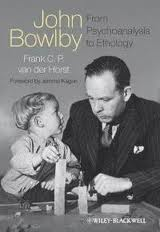 John
Bowlby
From Psychoanalysis
to Ethology
Frank C. P.
van der Horst
Foreword by Jerome Kagan
WILEY-BLACKWELL